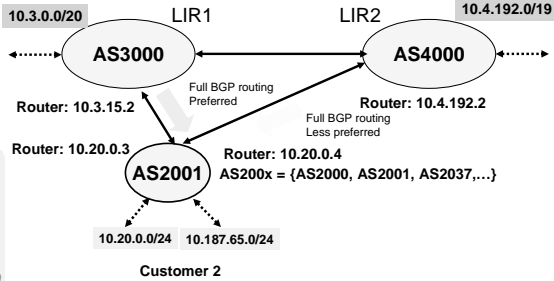 10.3.0.0/20
LIR1
LIR2
10.4.192.0/19
AS3000
AS4000
Full BGP routing
Preferred
Full BGP routing
Less preferred
Router: 10.3.15.2
Router: 10.4.192.2
Router: 10.20.0.3
Router: 10.20.0.4
AS2001
AS200x = {AS2000, AS2001, AS2037,…}
10.20.0.0/24
10.187.65.0/24
Customer 2